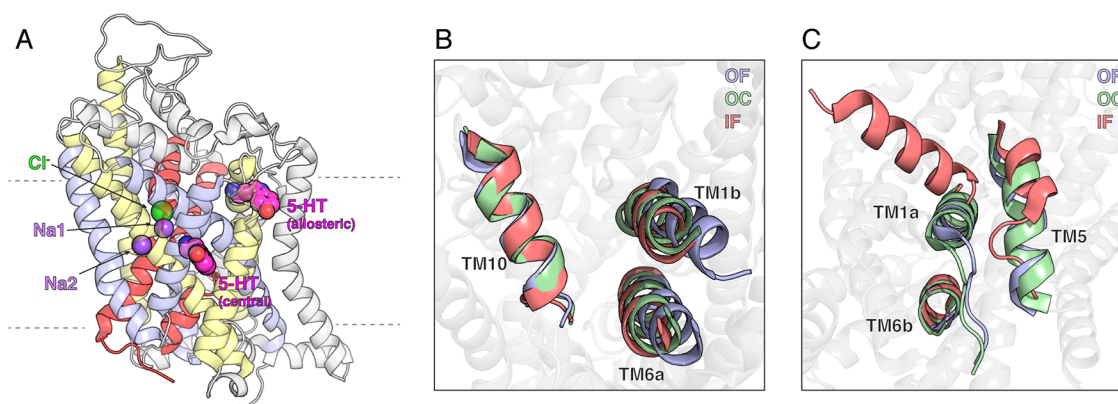 A
Cl-
Na1
Na2
5-HT
(allosteric)
5-HT
(central)
B
OF
OC
IF
TM10
TM1b
TM6a
C
OF
OC
IF
TM1a
TM5
TM6b